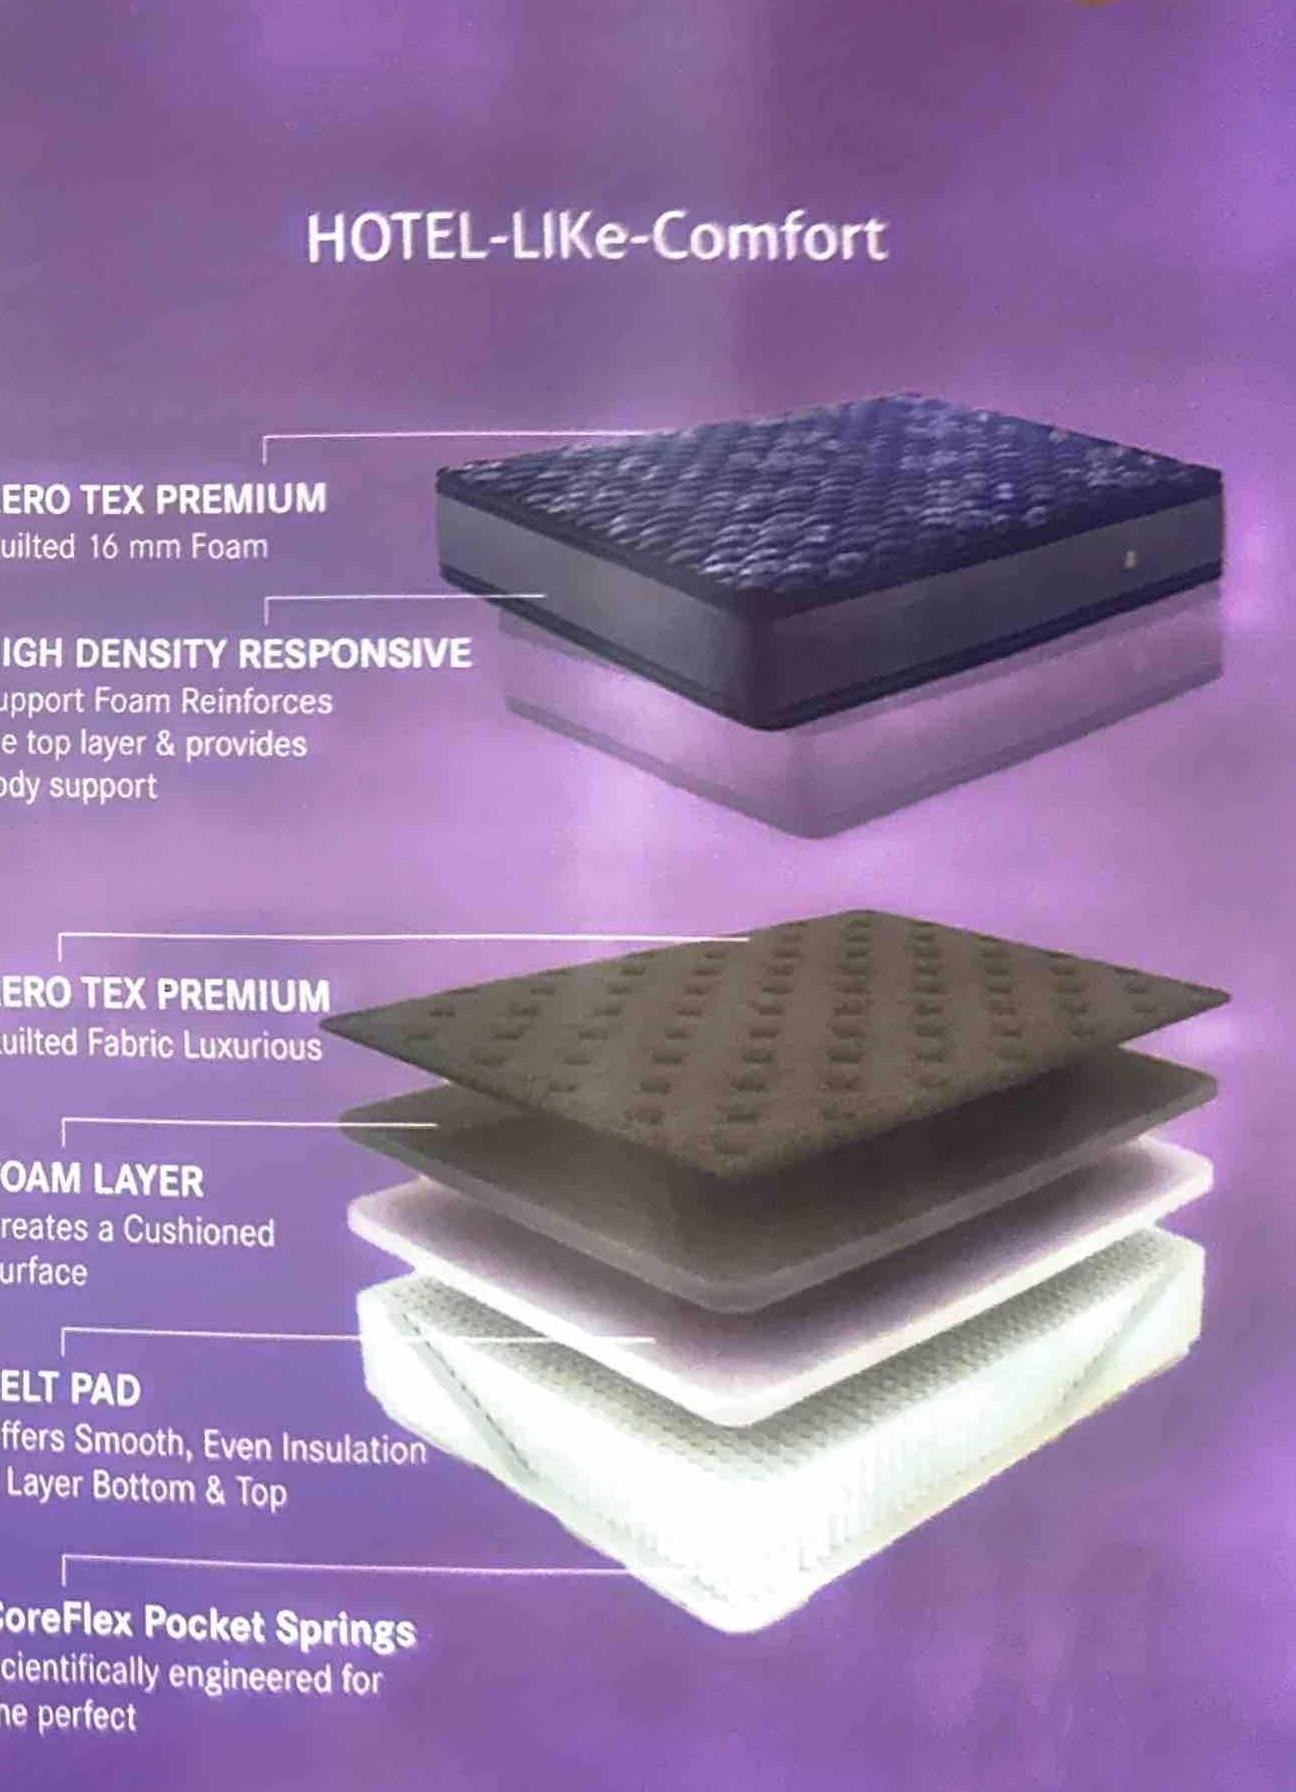 HOTEL-LIKe-Comfort
ERO TEX PREMIUM
uilted 16 mm Foam
IGH DENSITY RESPONSIVE
upport Foam Reinforces
e top layer & provides
ody support
ERO TEX PREMIUM
uilted Fabric Luxurious
OAM LAYER
reates a Cushioned
urface
ELT PAD
ffers Smooth, Even Insulation
Layer Bottom & Top
CoreFlex Pocket Springs
cientifically engineered for
he perfect